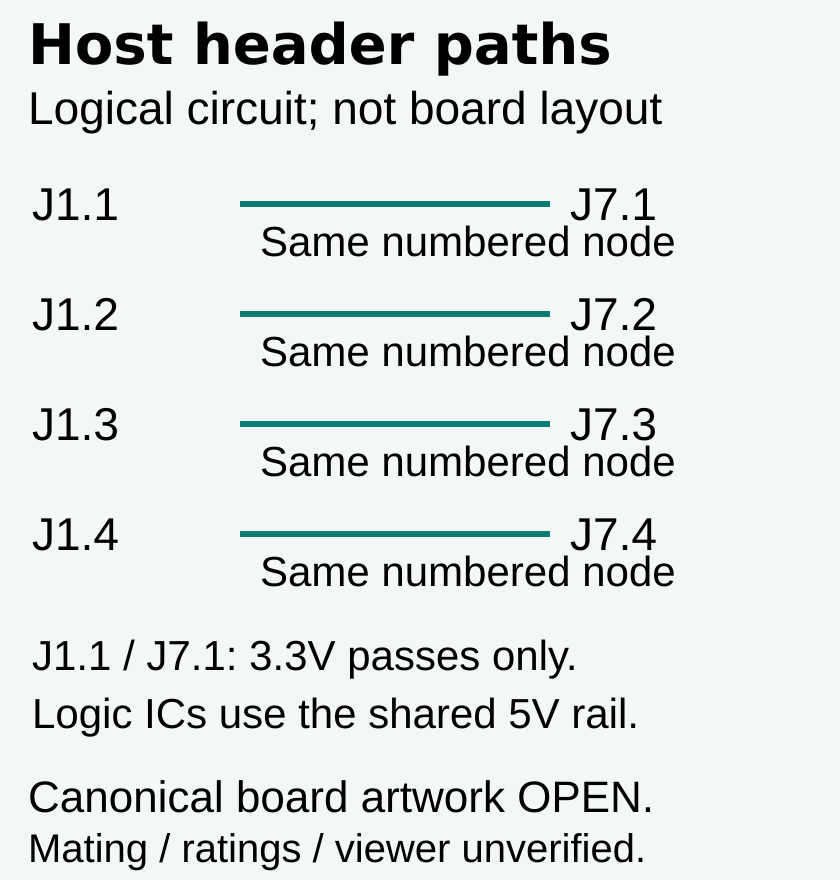 Host header paths
Logical circuit; not board layout
J1.1 J7.1
Same numbered node
J1.2 J7.2
Same numbered node
J1.3 J7.3
Same numbered node
J1.4 J7.4
Same numbered node
J1.1 / J7.1: 3.3V passes only.
Logic ICs use the shared 5V rail.
Canonical board artwork OPEN.
Mating / ratings / viewer unverified.